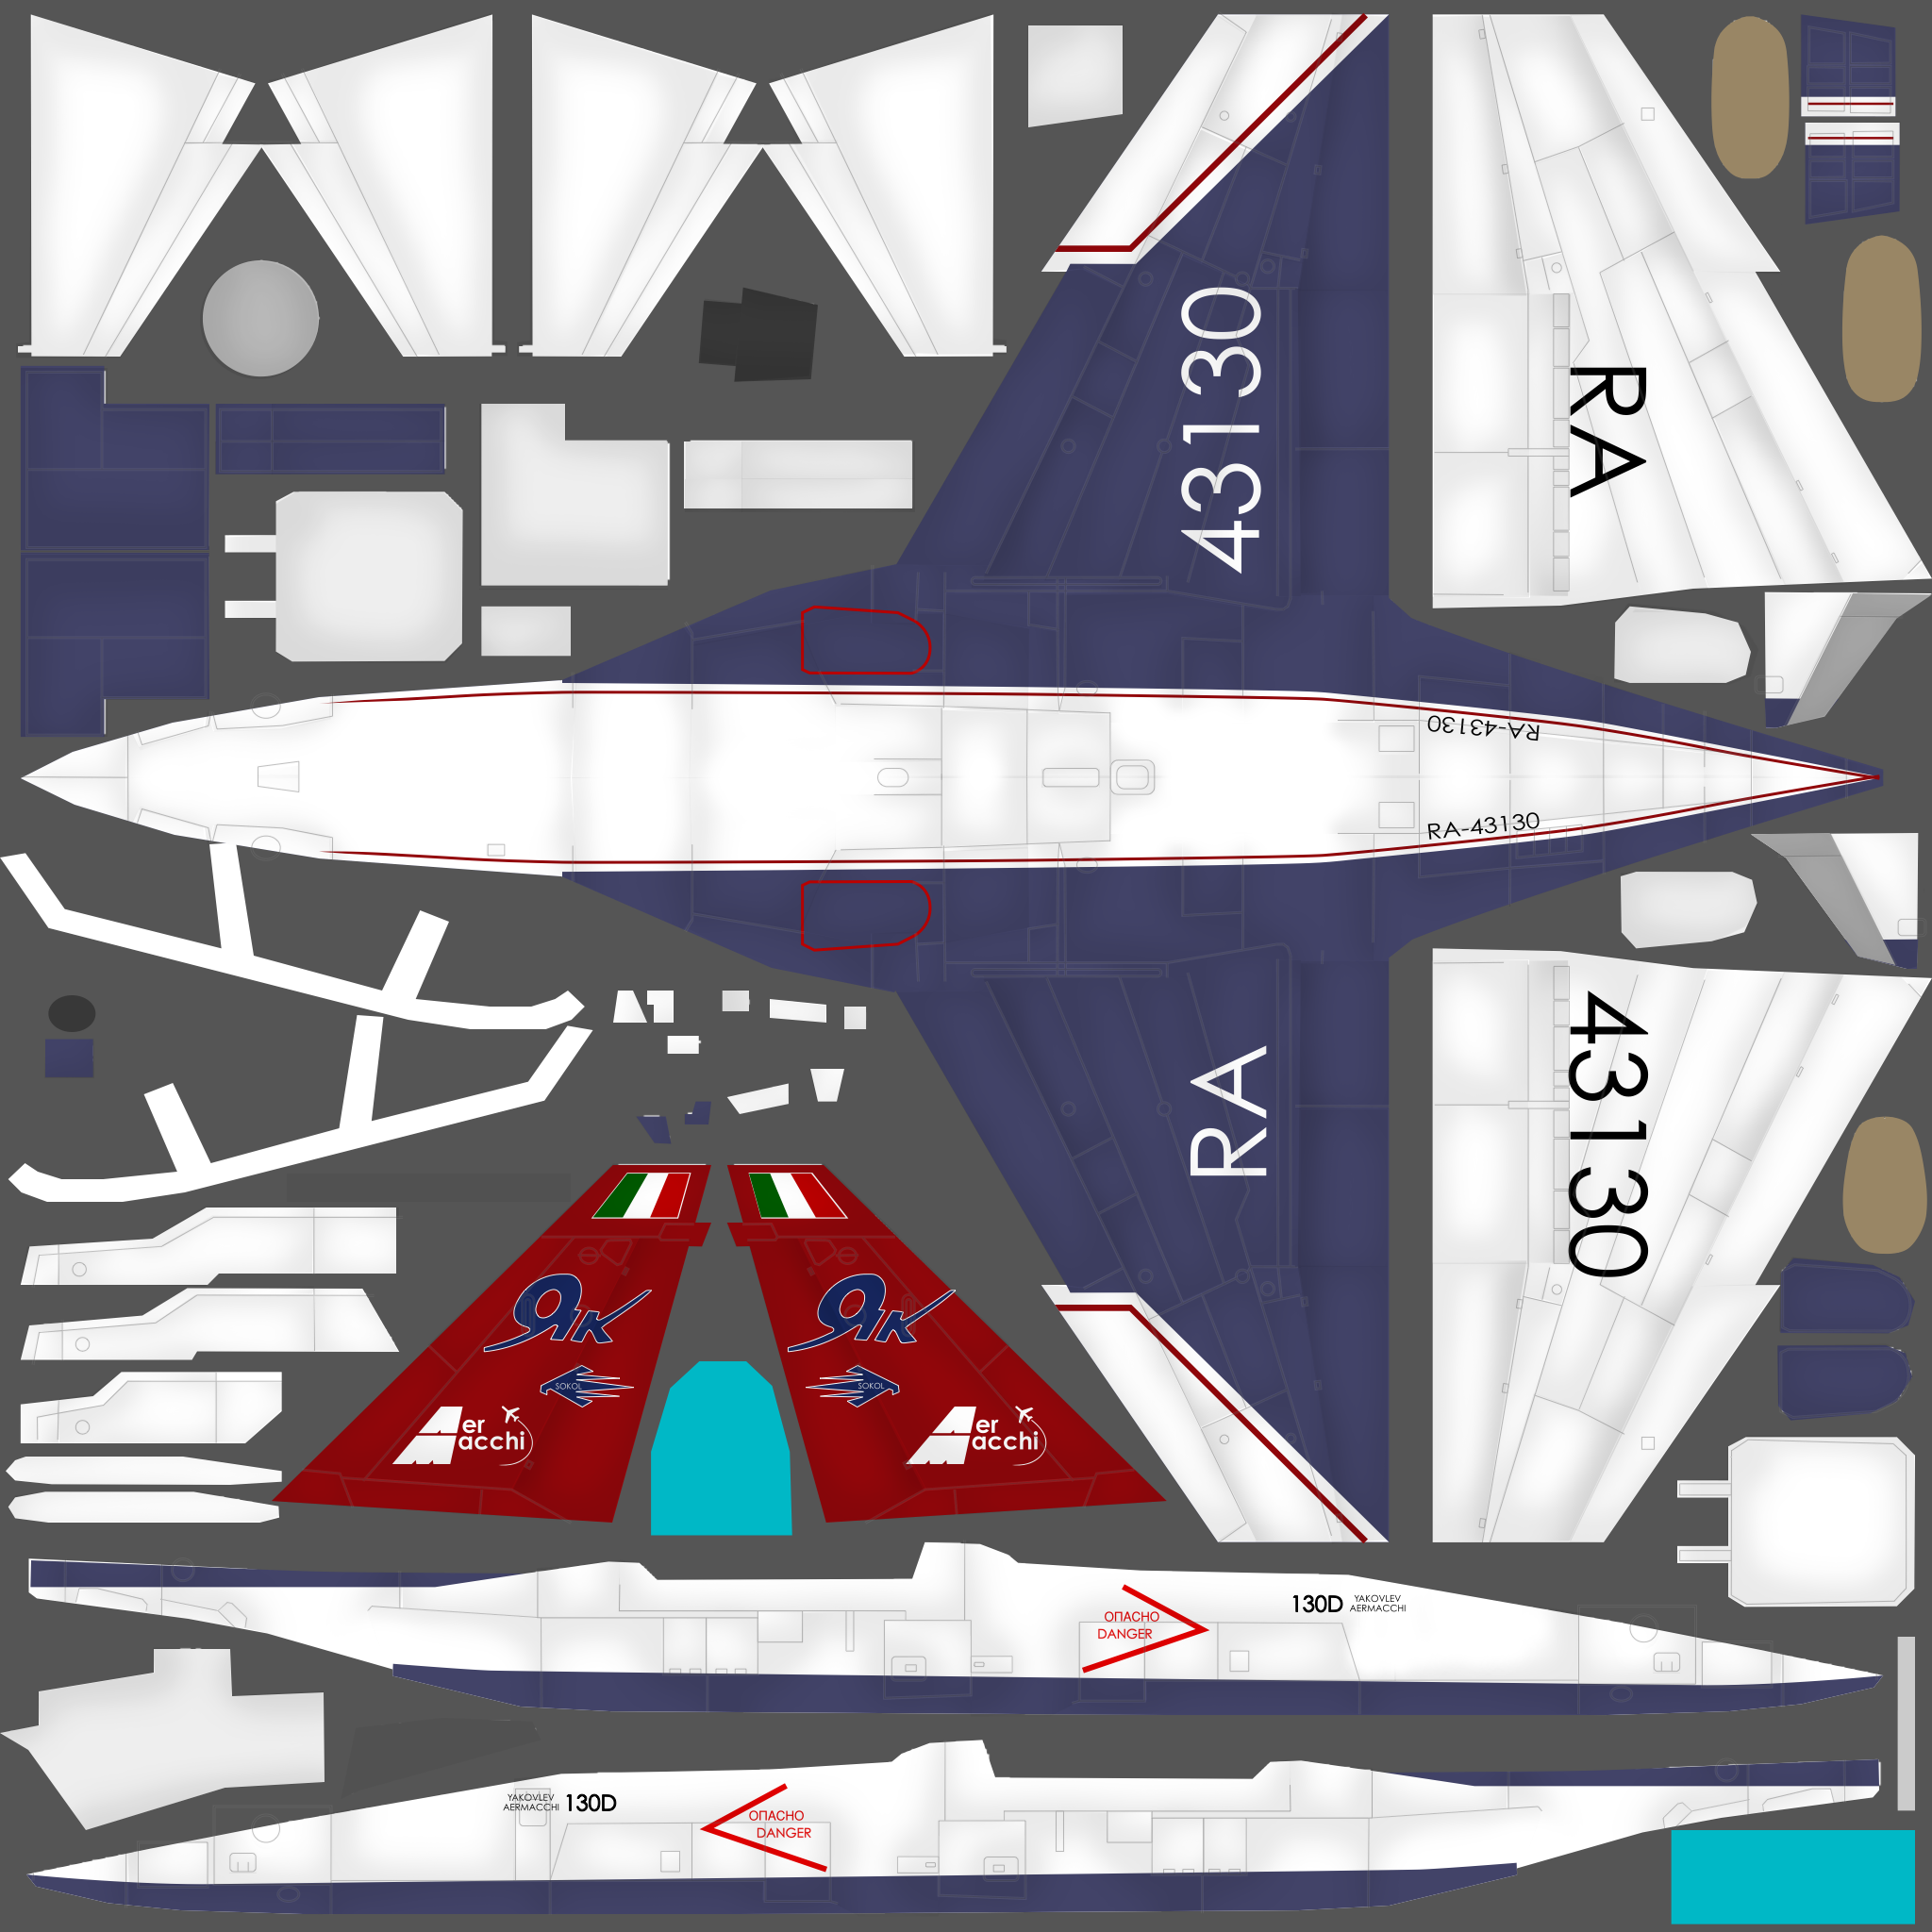 43130
RA
RA-43130
RA-43130
RA
43130
Як
Як
SOKOL
SOKOL
Aer
macchi
Aer
macchi
ОПАСНО
DANGER
130D
YAKOVLEV
AERMACCHI
YAKOVLEV
AERMACCHI
130D
ОПАСНО
DANGER